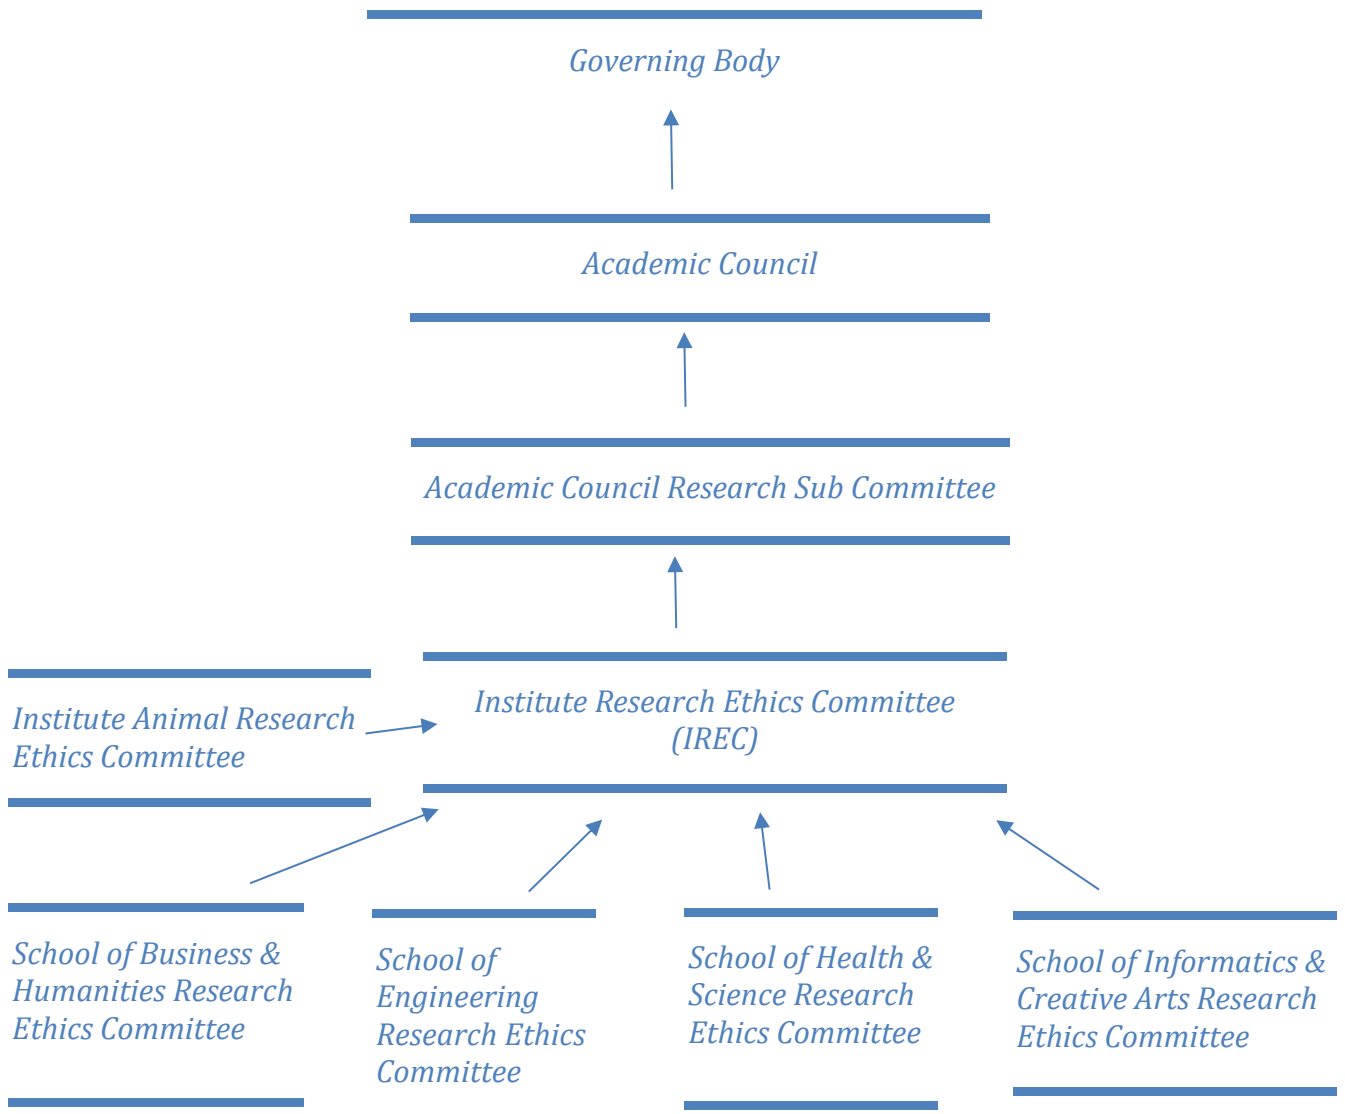 Governing Body
Academic Council
Academic Council Research Sub Committee
Institute Research Ethics Committee
(IREC)
Institute Animal Research
Ethics Committee
School of Business &
Humanities Research
Ethics Committee
School of
Engineering
Research Ethics
Committee
School of Health &
Science Research
Ethics Committee
School of Informatics &
Creative Arts Research
Ethics Committee